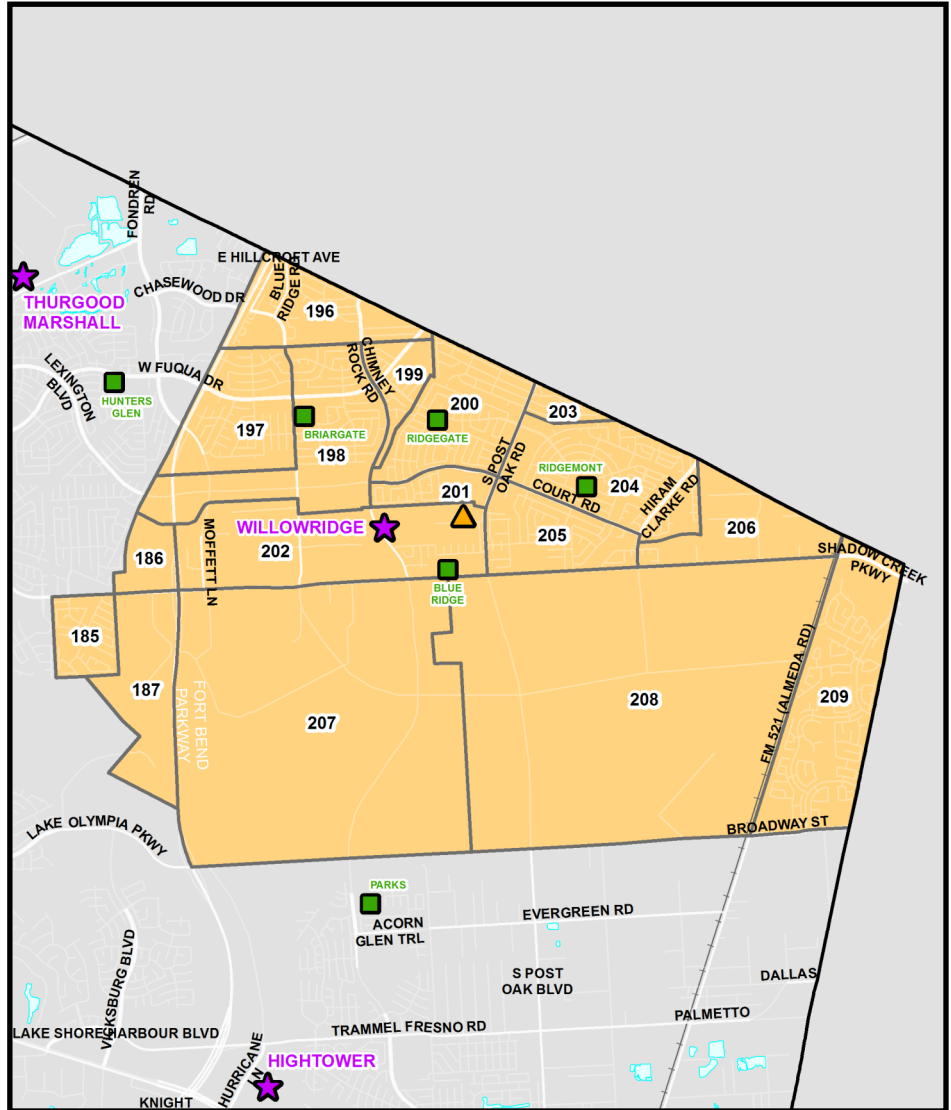 FONDREN
RD
E HILLCROFT AVE
BLUE
RIDGE RD
CHASEWOOD DR
THURGOOD
MARSHALL
196
LEXINGTON
BLVD
W FUQUA DR
HUNTERS
GLEN
CHIMNEY
ROCK RD
199
200
203
197
BRIARGATE
198
RIDGEGATE
S POST
OAK RD
RIDGEMONT
204
HIRAM
CLARKE RD
COURT RD
201
WILLOWRIDGE
202
MOFFETT LN
186
205
206
SHADOW CREEK
PKWY
BLUE
RIDGE
185
187
FORT BEND
PARKWAY
207
208
FM 521 (ALMEDA RD)
209
LAKE OLYMPIA PKWY
BROADWAY ST
PARKS
ACORN
GLEN TRL
EVERGREEN RD
VICKSBURG BLVD
S POST
OAK BLVD
DALLAS
PALMETTO
LAKE SHORE HARBOUR BLVD
TRAMMEL FRESNO RD
HURRICANE
LN
HIGHTOWER
KNIGHT